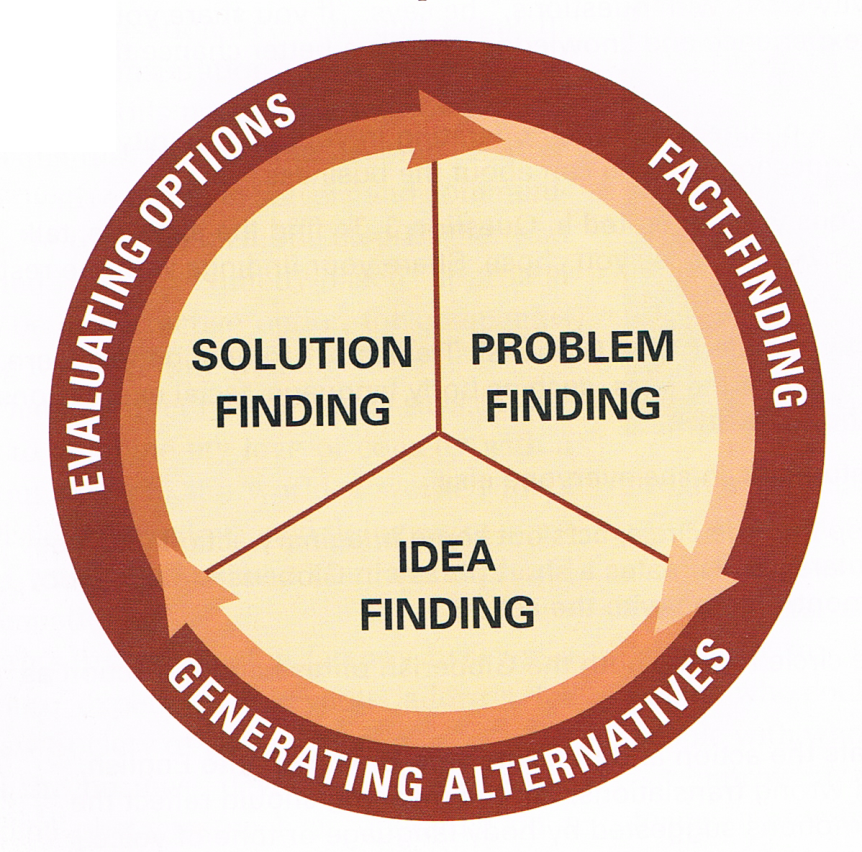 EVALUATING OPTIONS
FACT-FINDING
SOLUTION
FINDING
PROBLEM
FINDING
IDEA
FINDING
GENERATING ALTERNATIVES